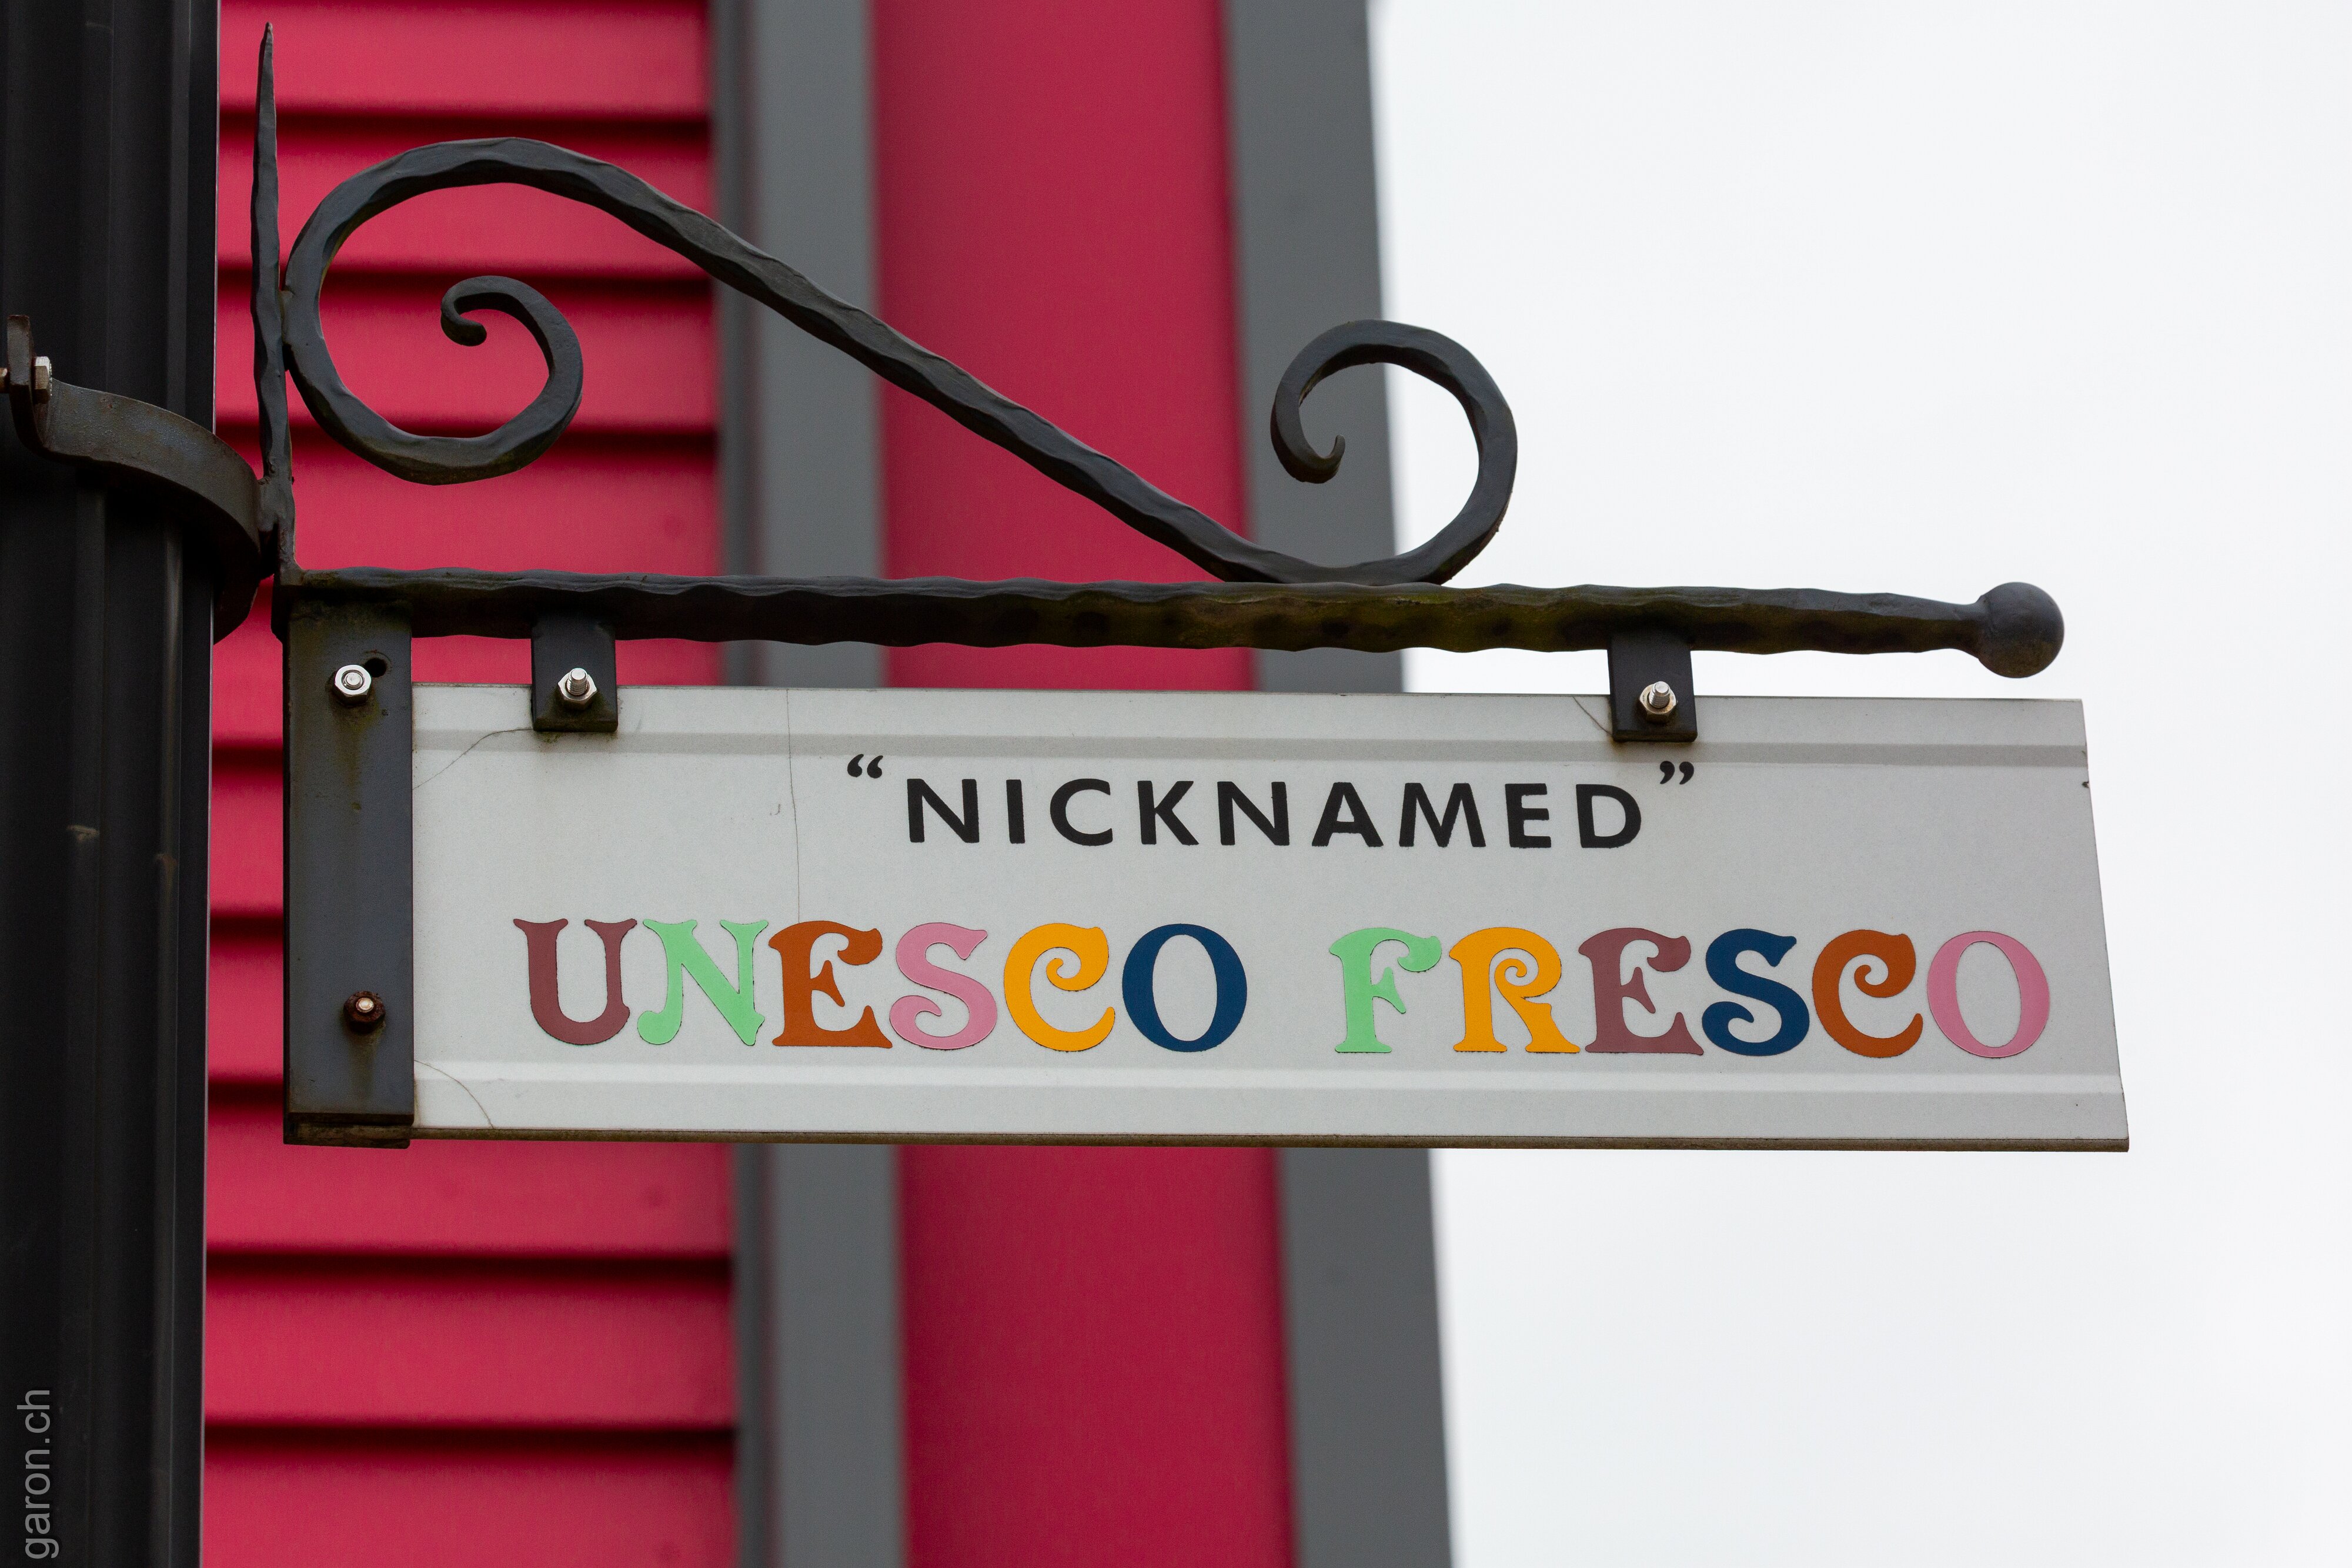 “NICKNAMED”
UNESCO FRESCO
garon.ch